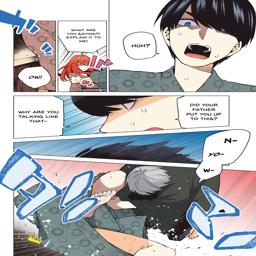 HUH?
WHAT ARE
YOU SAYING?!
EXPLAIN IT TO
ME!
OW!
DID YOUR
FATHER
PUT YOU UP
TO THIS?
WHY ARE YOU
TALKING LIKE
THAT-
N-
YO-
W-